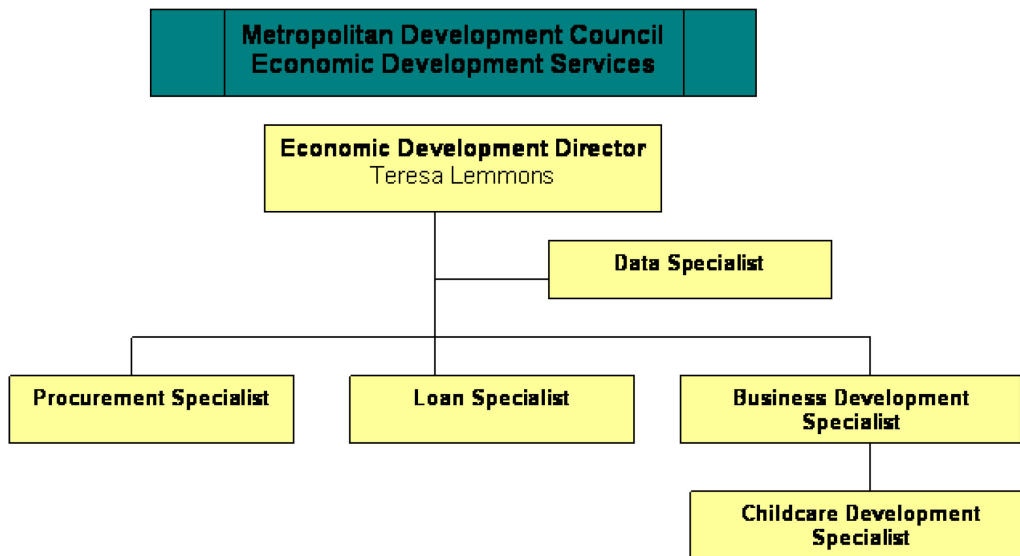 Metropolitan Development Council
Economic Development Services
Economic Development Director
Teresa Lemmons
Data Specialist
Procurement Specialist
Loan Specialist
Business Development
Specialist
Childcare Development
Specialist